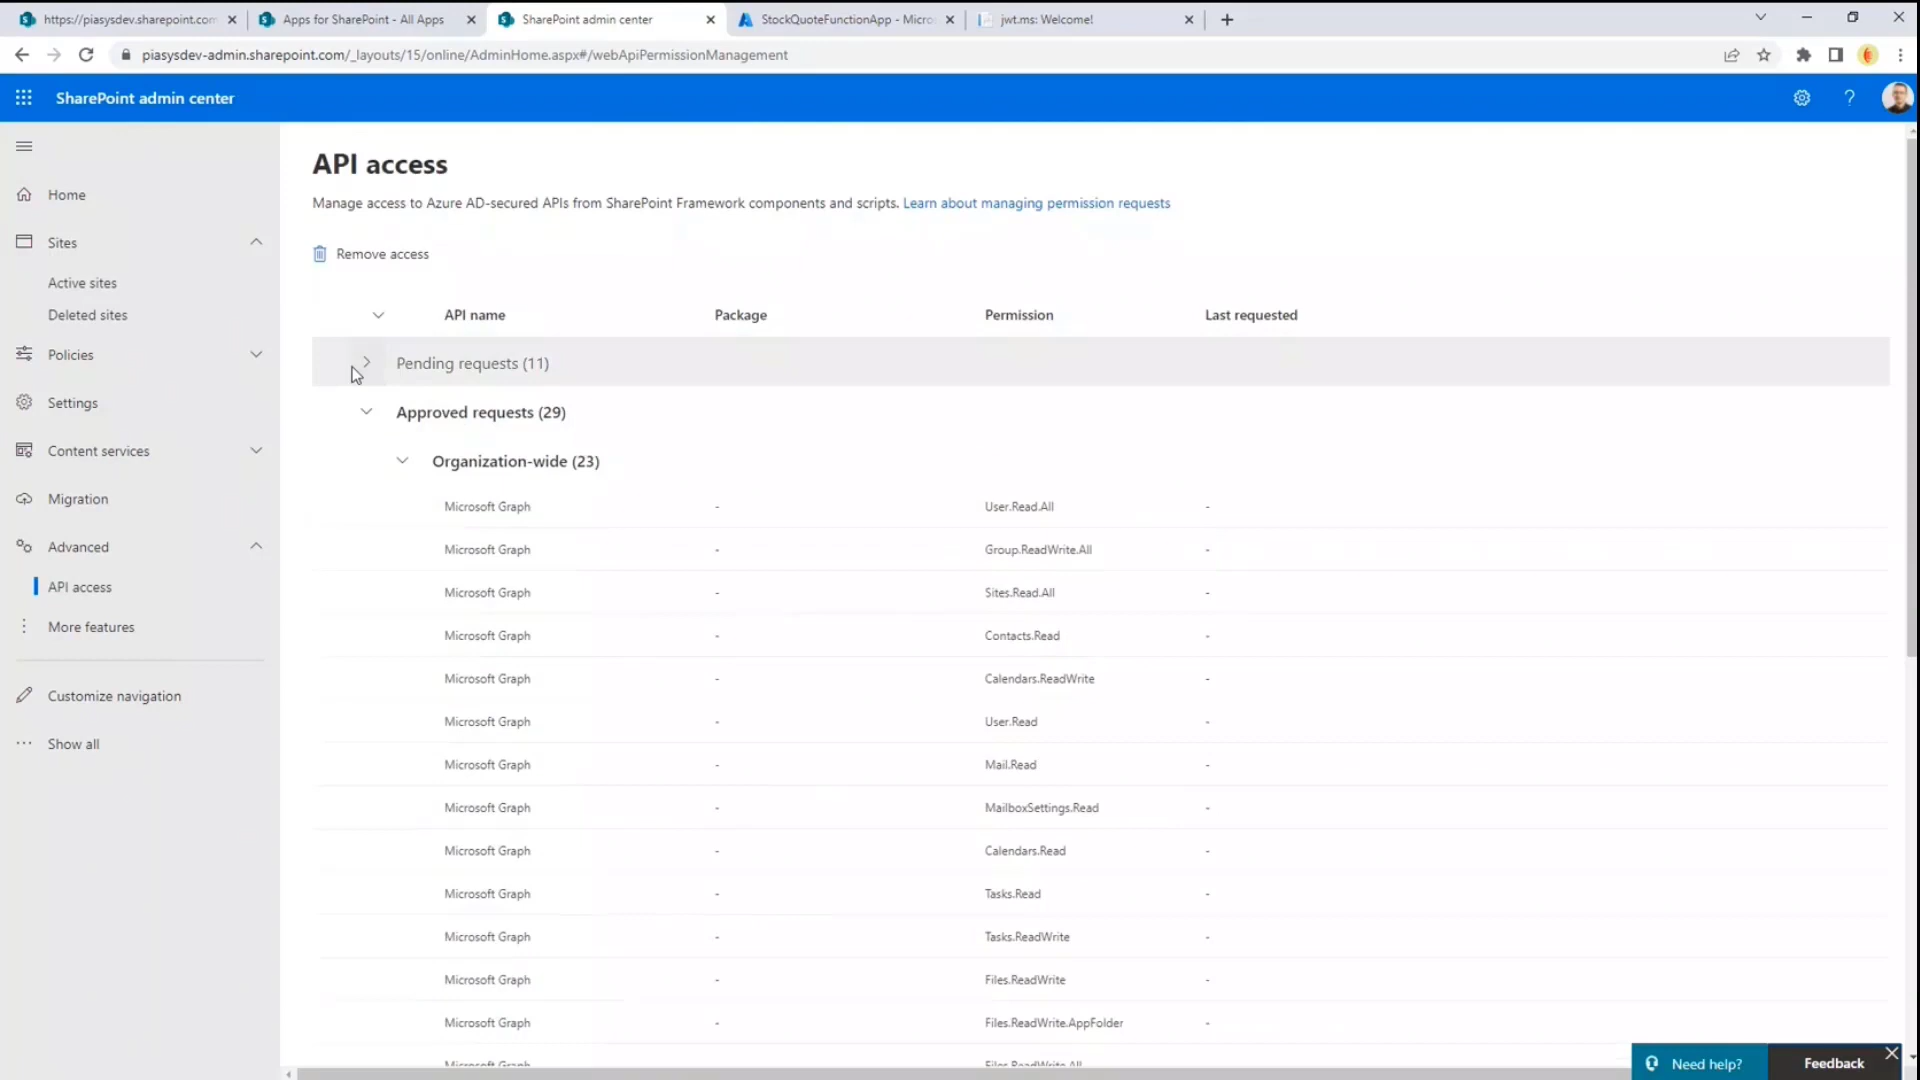 https://piasysdev.sharepoint.com
Apps for SharePoint - All Apps
SharePoint admin center
StockQuoteFunctionApp - Micro
jwt.ms: Welcome!
piasysdev-admin.sharepoint.com/_layouts/15/online/AdminHome.aspx#/webApiPermissionManagement
SharePoint admin center
Home
Sites
Active sites
Deleted sites
Policies
Settings
Content services
Migration
Advanced
API access
More features
Customize navigation
Show all
API access
Manage access to Azure AD-secured APIs from SharePoint Framework components and scripts. Learn about managing permission requests
Remove access
API name Package Permission Last requested
Pending requests (11)
Approved requests (29)
Organization-wide (23)
Microsoft Graph - User.Read.All -
Microsoft Graph - Group.ReadWrite.All -
Microsoft Graph - Sites.Read.All -
Microsoft Graph - Contacts.Read -
Microsoft Graph - Calendars.ReadWrite -
Microsoft Graph - User.Read -
Microsoft Graph - Mail.Read -
Microsoft Graph - MailboxSettings.Read -
Microsoft Graph - Calendars.Read -
Microsoft Graph - Tasks.Read -
Microsoft Graph - Tasks.ReadWrite -
Microsoft Graph - Files.ReadWrite -
Microsoft Graph - Files.ReadWrite.AppFolder -
Microsoft Graph Files.ReadWrite.All
Need help?
Feedback